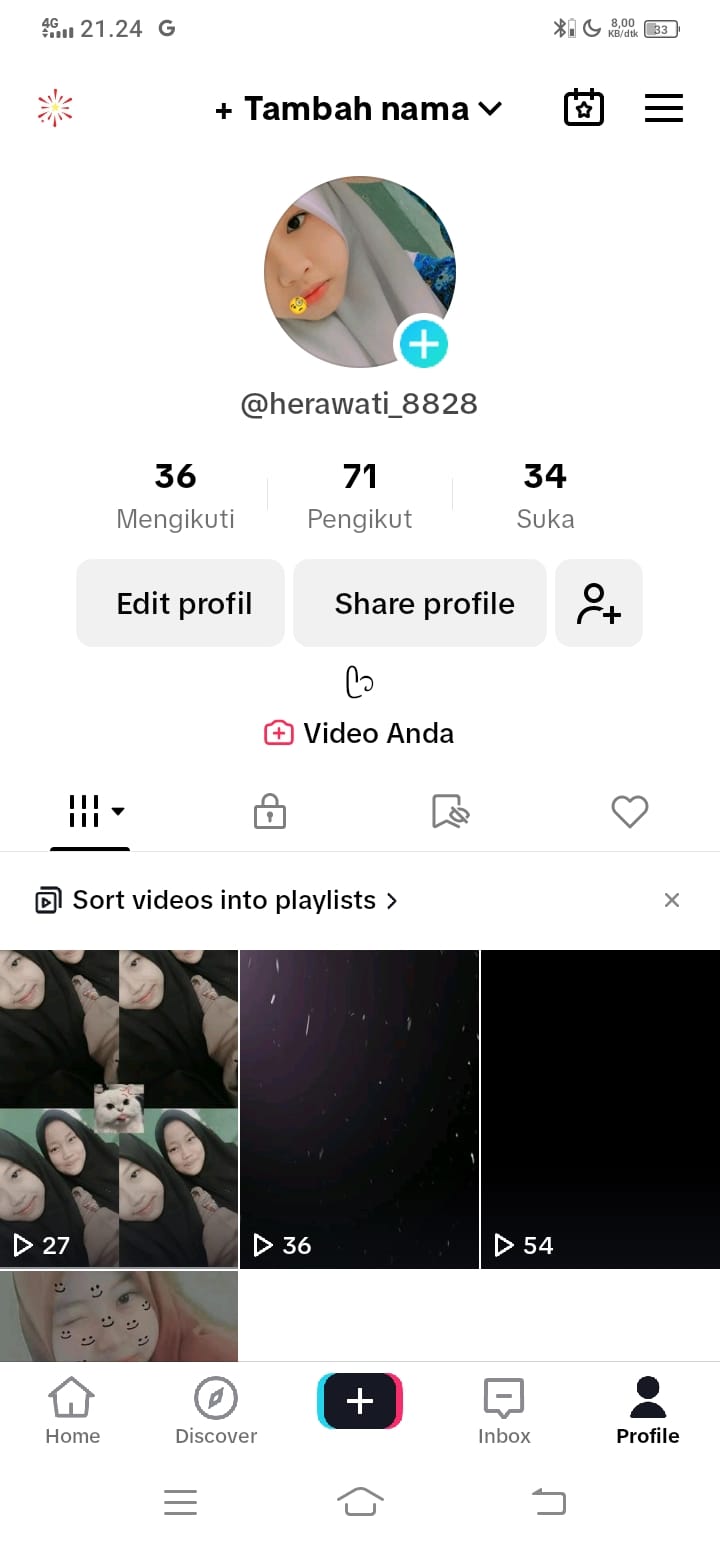 4G 21.24 G 8,00 KB/dtk 33
+ Tambah nama
@herawati_8828
36 71 34
Mengikuti Pengikut Suka
Edit profil Share profile
Video Anda
Sort videos into playlists >
27 36 54
Home Discover Inbox Profile